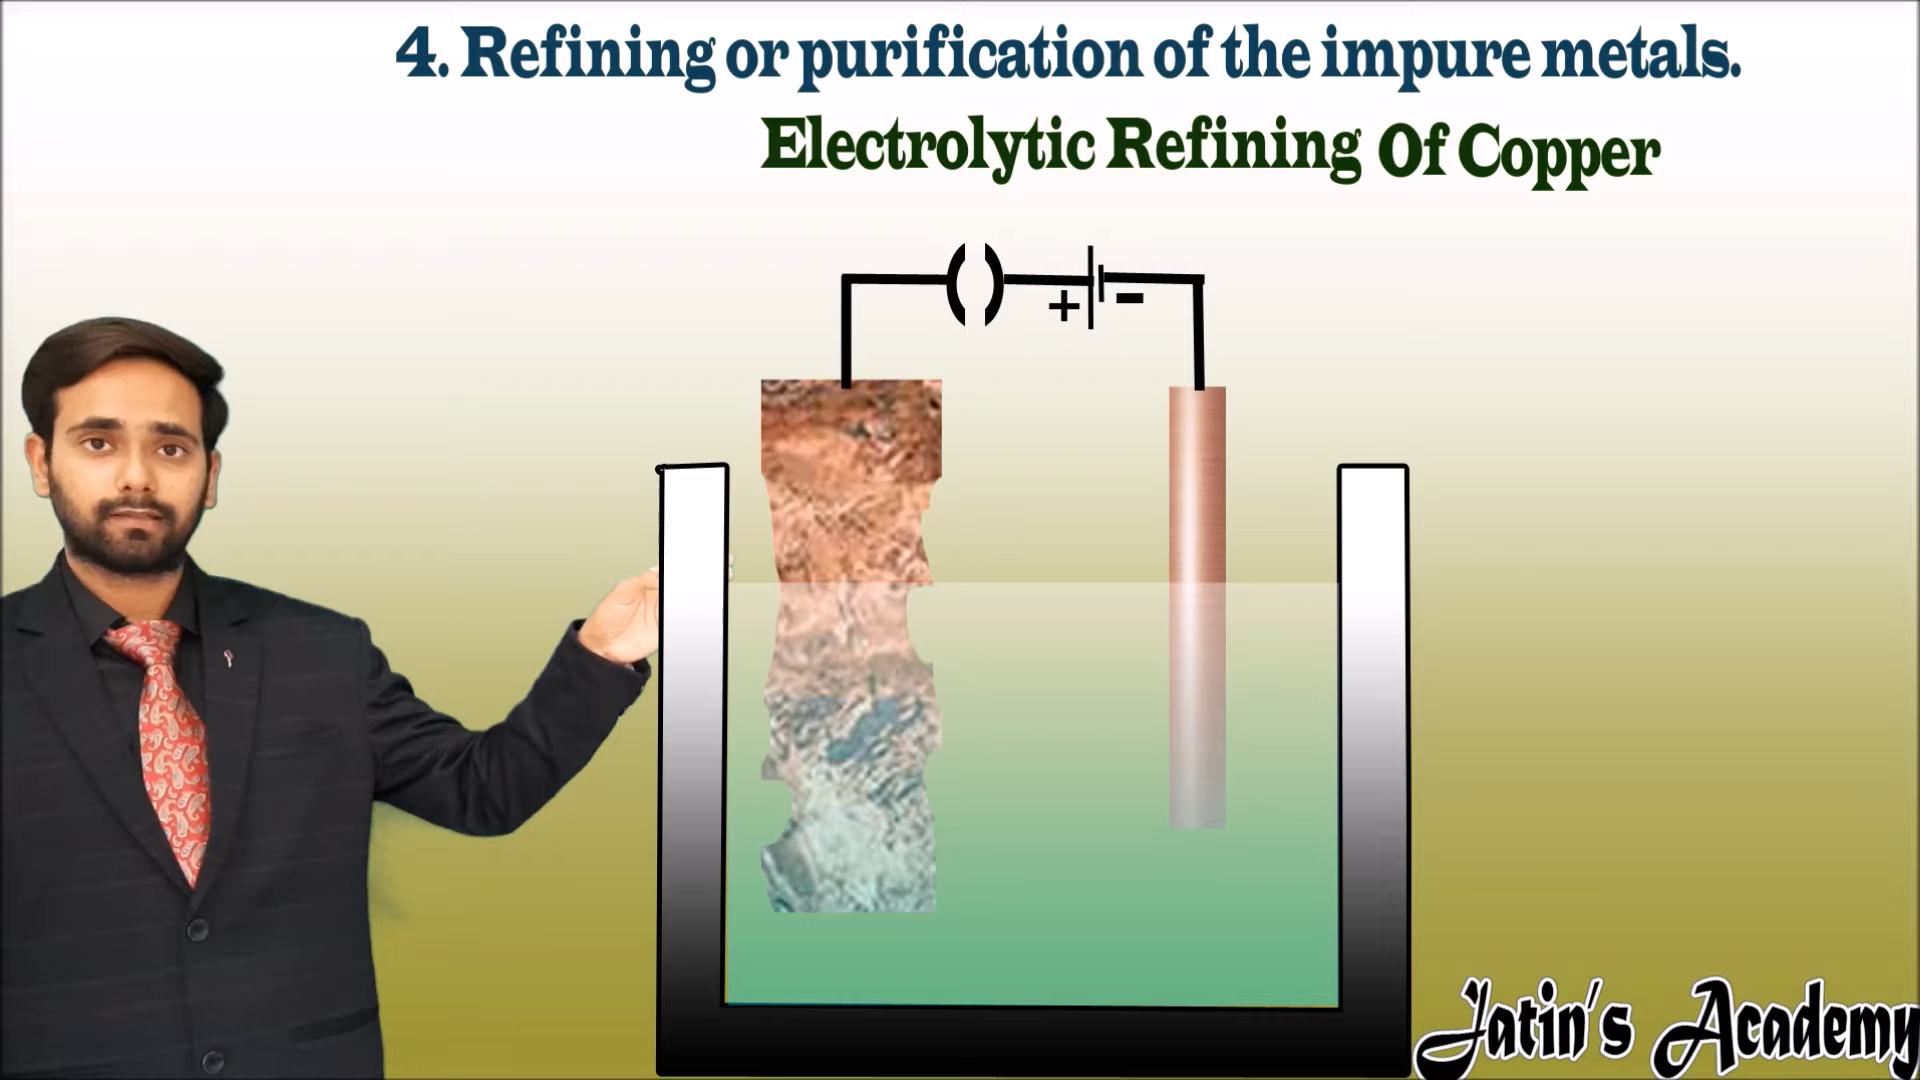 4. Refining or purification of the impure metals.
Electrolytic Refining Of Copper
( )
+ -
Jatin's Academy